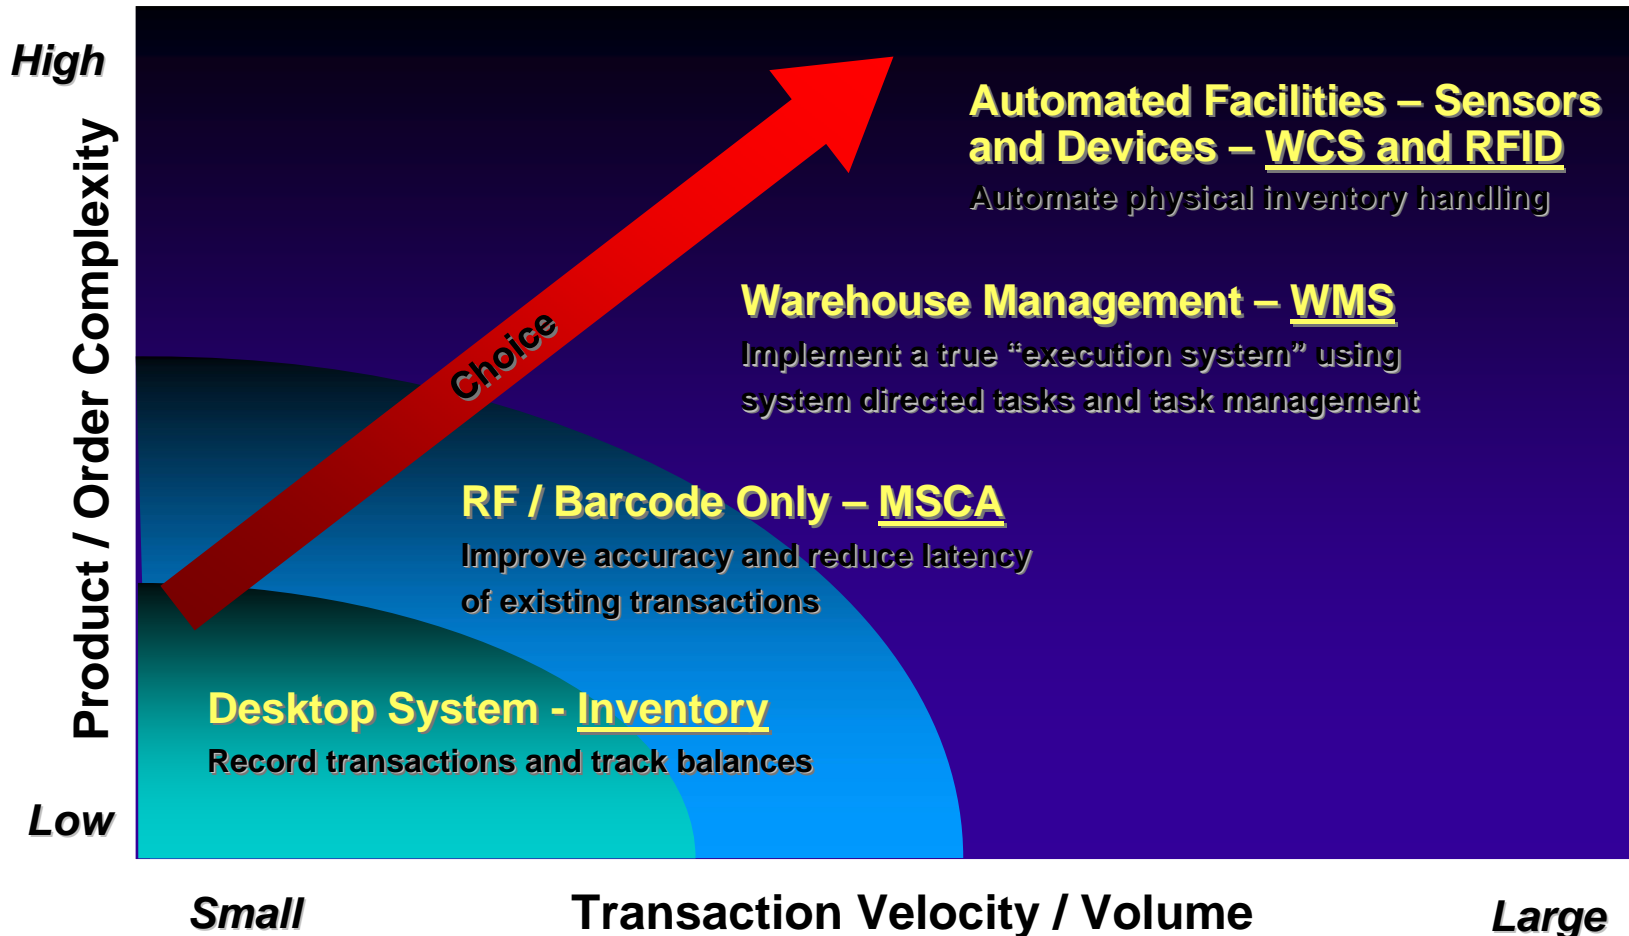 High
Product / Order Complexity
Low
Automated Facilities – Sensors
and Devices – WCS and RFID
Automate physical inventory handling
Choice
Warehouse Management – WMS
Implement a true “execution system” using
system directed tasks and task management
RF / Barcode Only – MSCA
Improve accuracy and reduce latency
of existing transactions
Desktop System - Inventory
Record transactions and track balances
Small
Transaction Velocity / Volume
Large